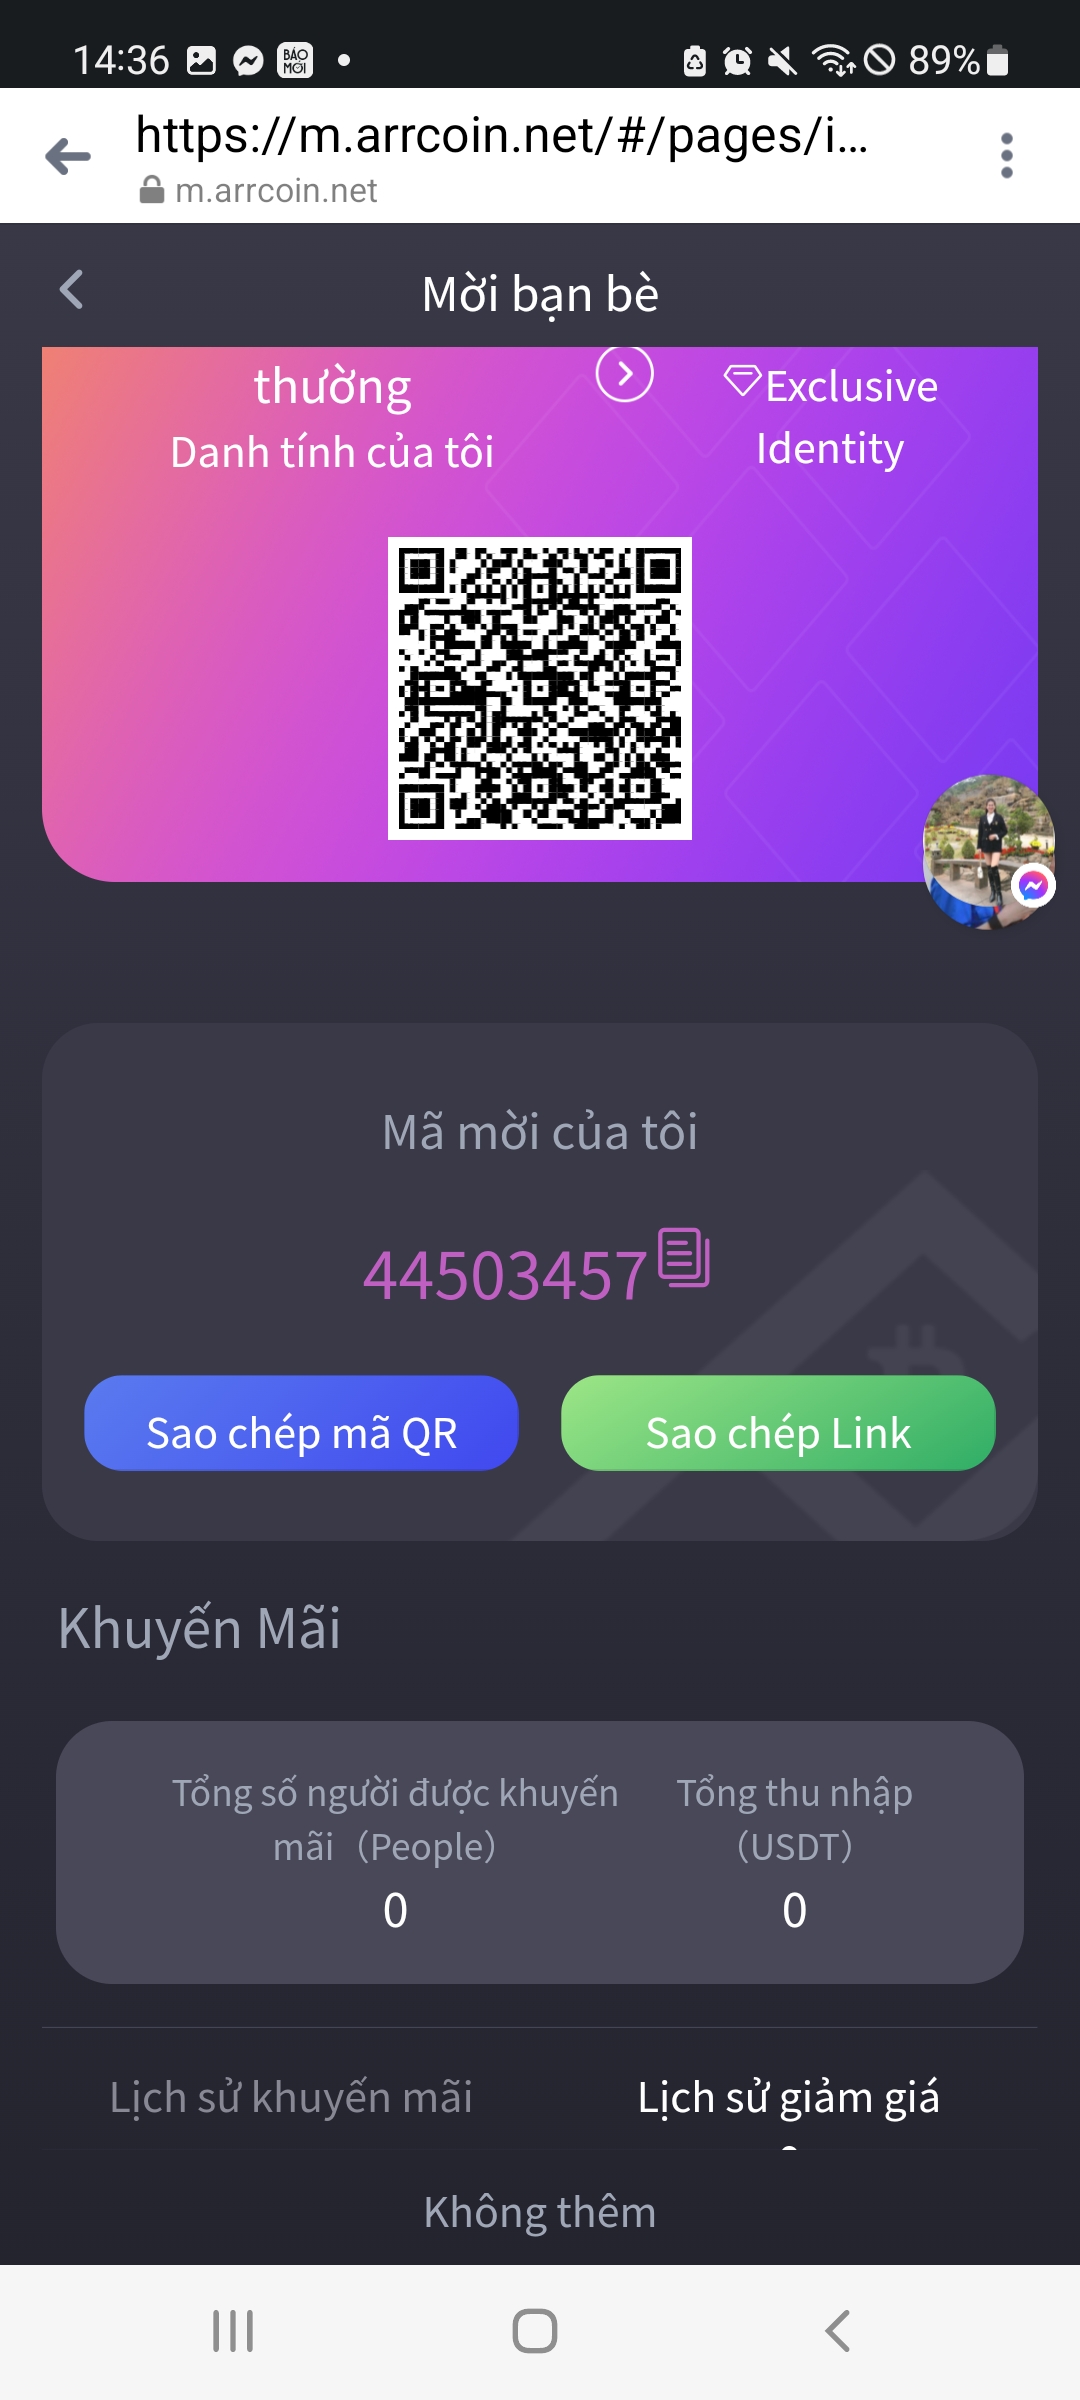 14:36
BÁO
MỚI
89%
https://m.arrcoin.net/#/pages/i...
m.arrcoin.net
Mời bạn bè
thường
Exclusive
Danh tính của tôi
Identity
Mã mời của tôi
44503457
Sao chép mã QR
Sao chép Link
Khuyến Mãi
Tổng số người được khuyến
mãi（People）
0
Tổng thu nhập
（USDT）
0
Lịch sử khuyến mãi
Lịch sử giảm giá
Không thêm